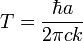 T = ħa / 2πck